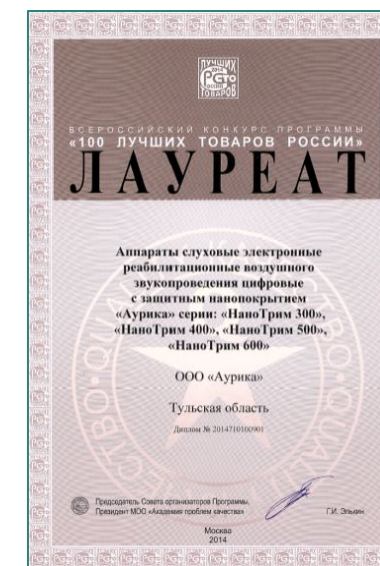 ЛУЧШИХ
ТОВАРОВ
ВСЕРОССИЙСКИЙ КОНКУРС ПРОГРАММЫ
«100 ЛУЧШИХ ТОВАРОВ РОССИИ»
ЛАУРЕАТ
Аппараты слуховые электронные
реабилитационные воздушного
звукопроведения цифровые
с защитным нанопокрытием
«Аурика» серии: «НаноТрим 300»,
«НаноТрим 400», «НаноТрим 500»,
«НаноТрим 600»
ООО «Аурика»
Тульская область
Диплом № 2014710100901
Председатель Совета организаторов Программы,
Президент МОО «Академия проблем качества»
Г.И. Элькин
Москва
2014